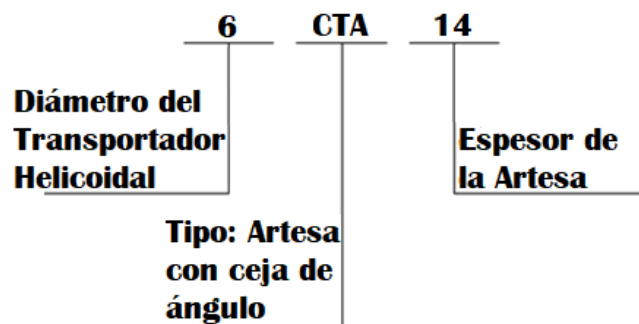 6 CTA 14
Diámetro del
Transportador
Helicoidal
Espesor de
la Artesa
Tipo: Artesa
con ceja de
ángulo